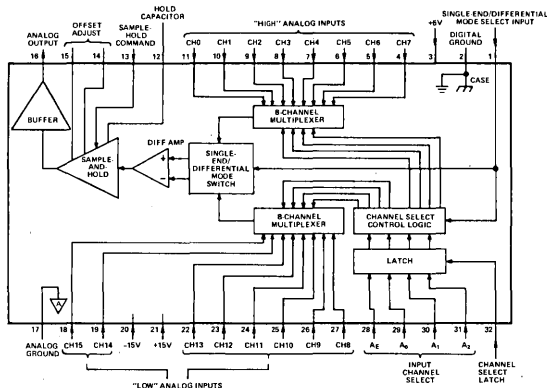 "HIGH" ANALOG INPUTS
SINGLE-END/DIFFERENTIAL
MODE SELECT INPUT
HOLD
CAPACITOR
SAMPLE-
HOLD
COMMAND
OFFSET
ADJUST
ANALOG
OUTPUT
DIGITAL
GROUND
+5V
CH0 CH1 CH2 CH3 CH4 CH5 CH6 CH7
16 15 14 13 12 11 10 9 8 7 6 5 4 3 2 1
CASE
BUFFER
8-CHANNEL
MULTIPLEXER
DIFF AMP
+
−
SAMPLE-
AND-HOLD
SINGLE-
END/
DIFFERENTIAL
MODE
SWITCH
8-CHANNEL
MULTIPLEXER
CHANNEL SELECT
CONTROL LOGIC
LATCH
A
17 18 19 20 21 22 23 24 25 26 27 28 29 30 31 32
ANALOG
GROUND
CH15 CH14 -15V +15V CH13 CH12 CH11 CH10 CH9 CH8 AE A0 A1 A2
INPUT
CHANNEL
SELECT
CHANNEL
SELECT
LATCH
"LOW" ANALOG INPUTS